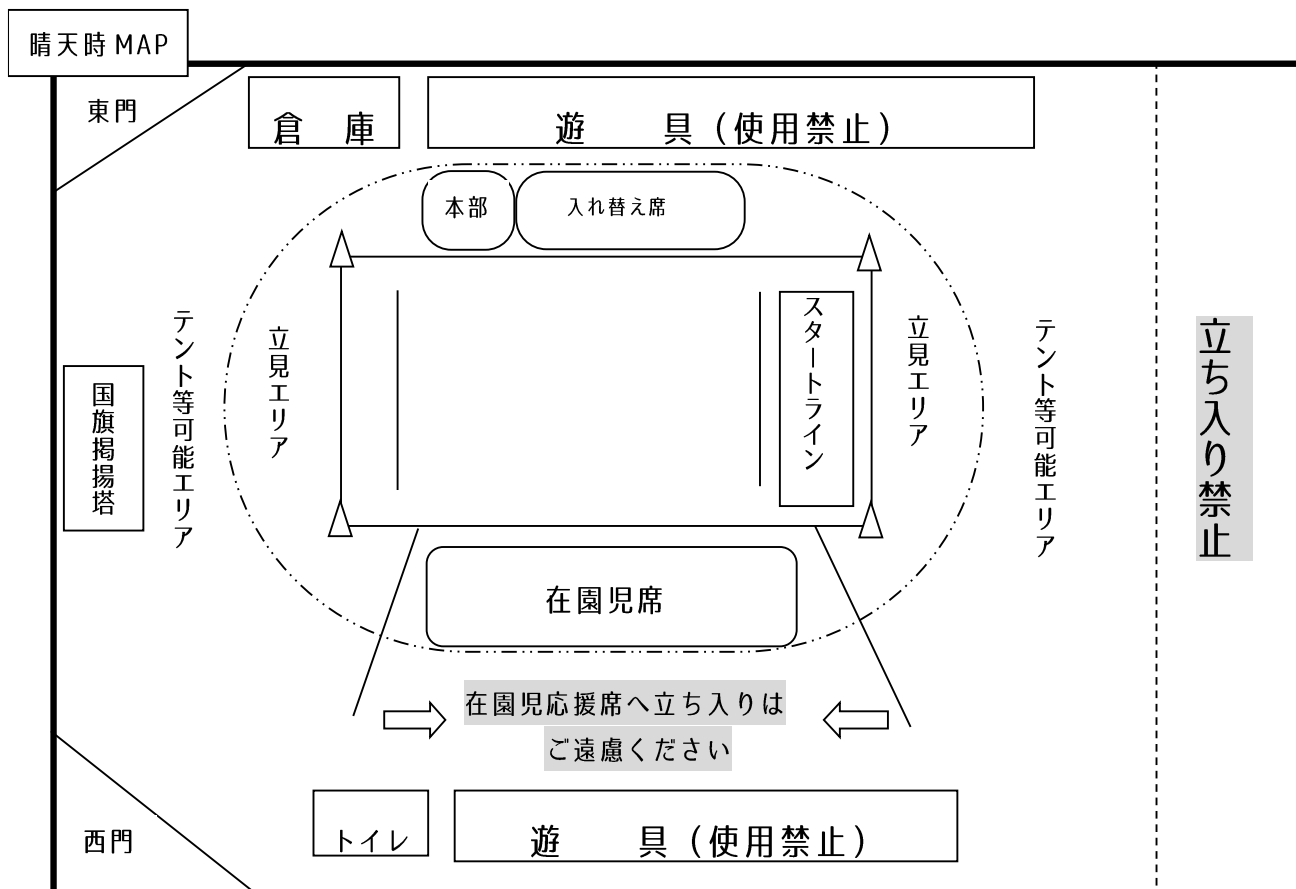 晴天時 MAP
東門
倉　庫
遊　　具（使用禁止）
本部
入れ替え席
テント等可能エリア
立見エリア
スタートライン
立見エリア
テント等可能エリア
立ち入り禁止
国旗掲揚塔
在園児席
在園児応援席へ立ち入りは
ご遠慮ください
西門
トイレ
遊　　具（使用禁止）